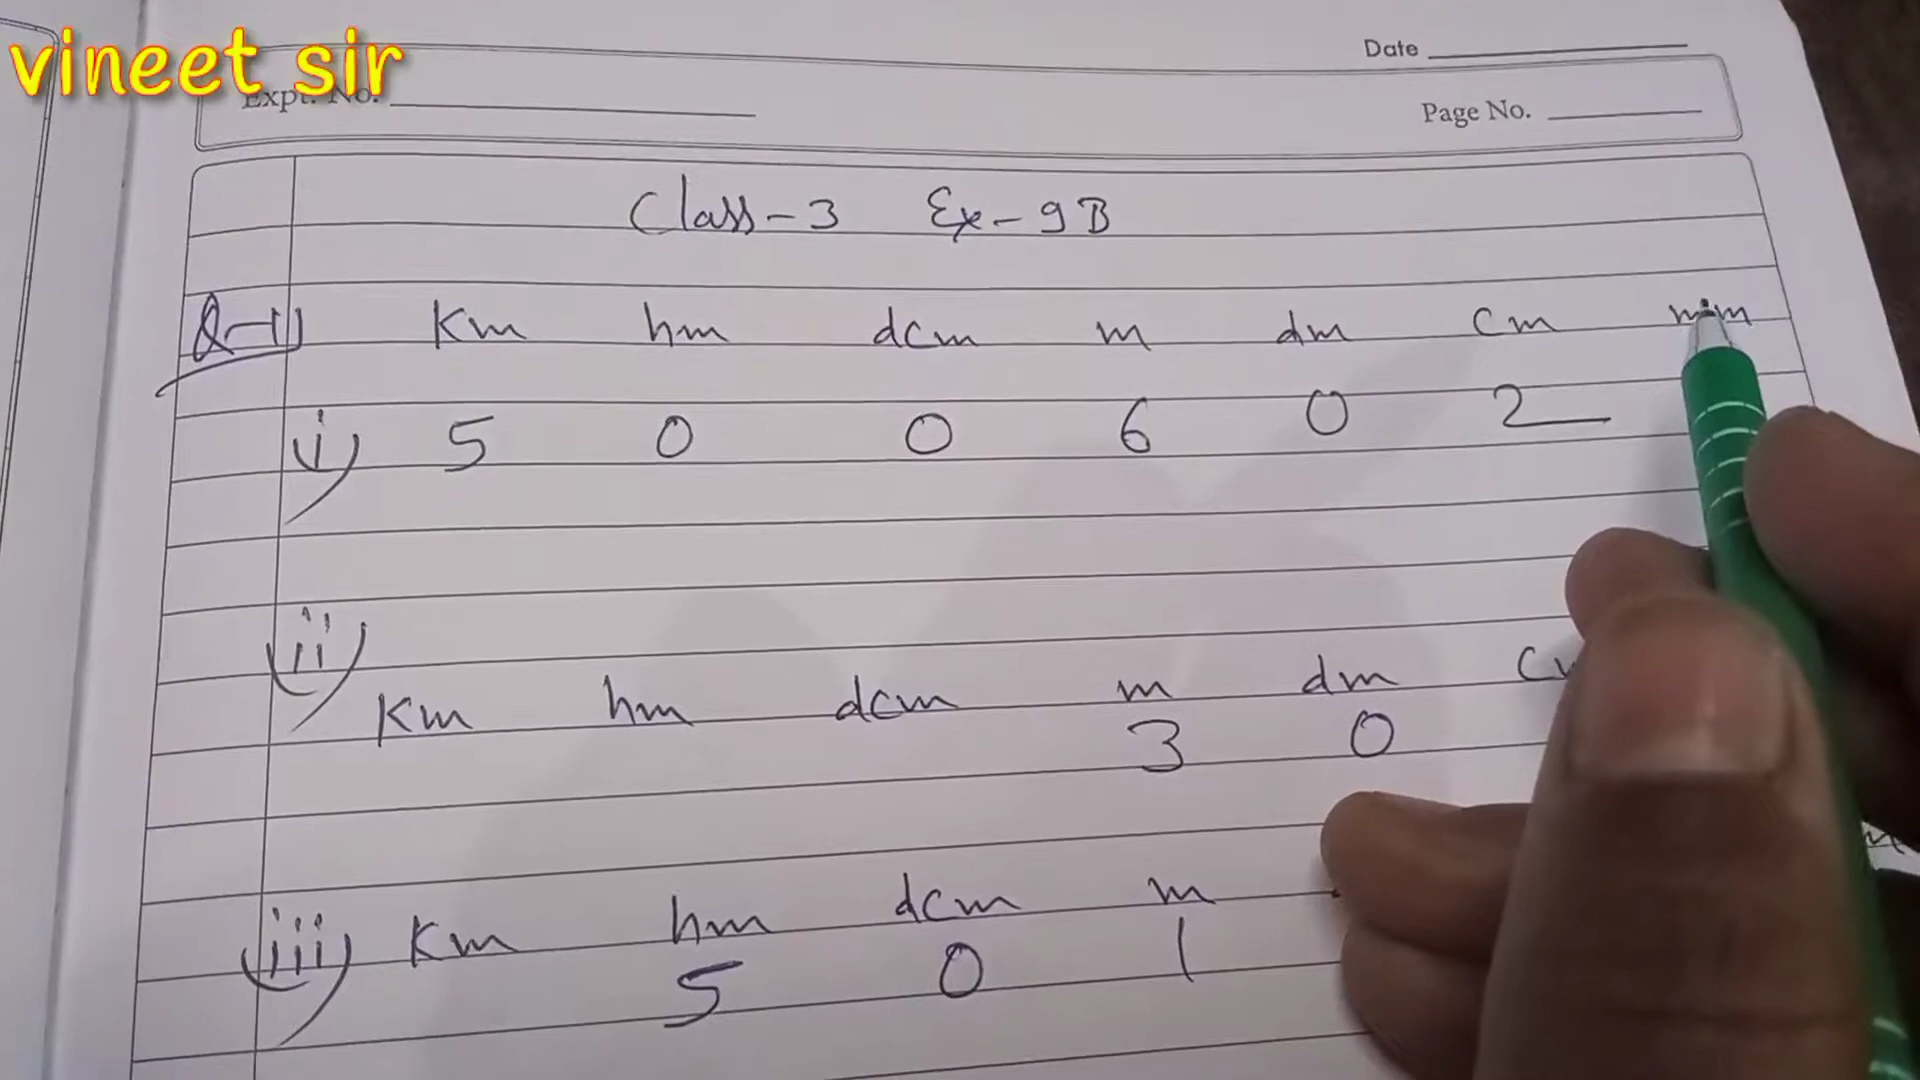 vineet sir
Date
Expt. No.
Page No.
Class-3 Ex-9B
Q-1) Km hm dcm m dm cm mm
i) 5 0 0 6 0 2
ii)
Km hm dcm m dm
3 0
iii) Km hm dcm m
5 0 1